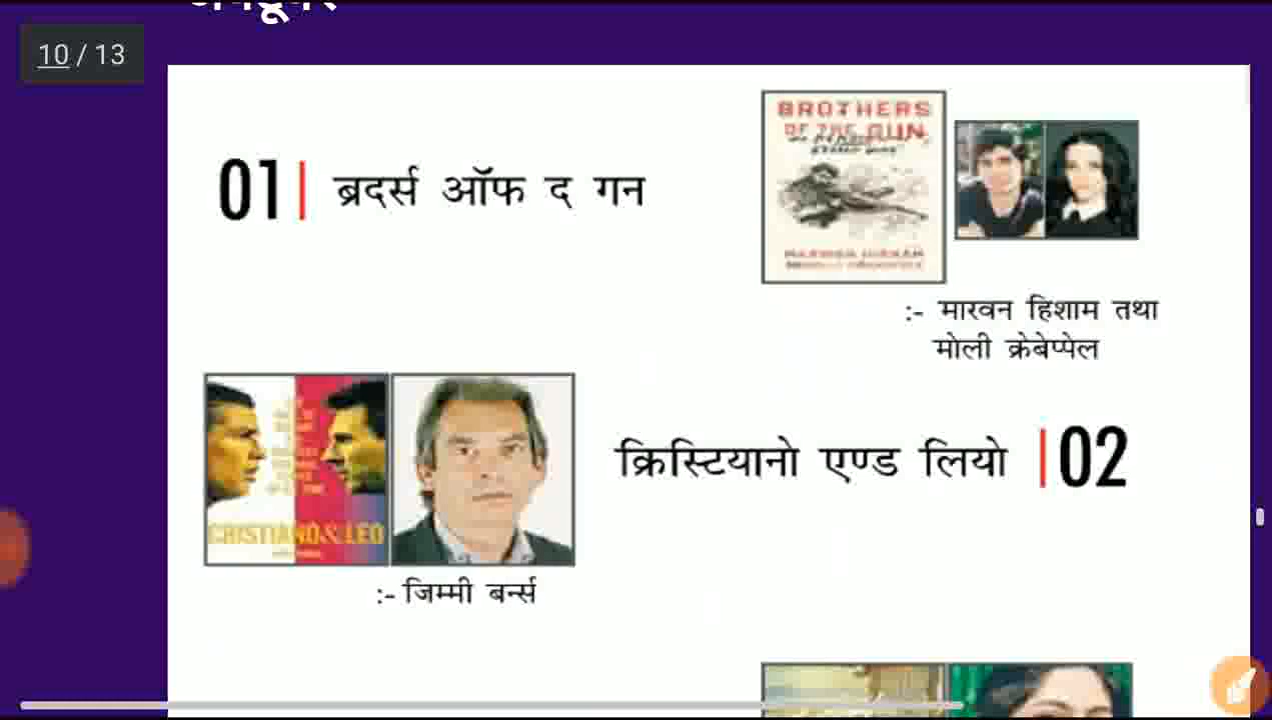 10 / 13
BROTHERS
OF THE GUN
01| ब्रदर्स ऑफ द गन
:- मारवन हिशाम तथा
मोली क्रेबेप्पेल
क्रिस्टियानो एण्ड लियो |02
CRISTIANO & LEO
:- जिम्मी बर्न्स